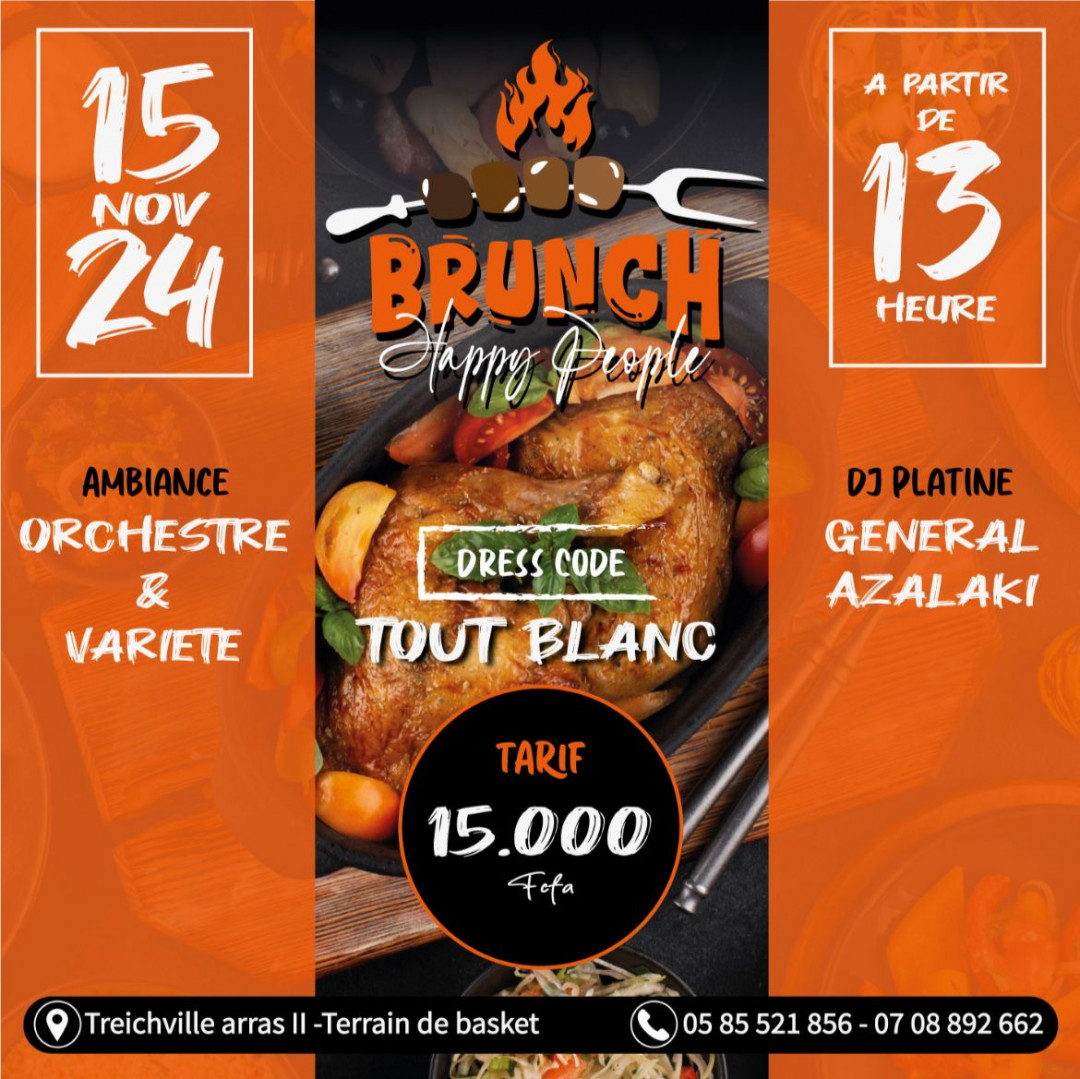 15
NOV
24
A PARTIR
DE
13
HEURE
BRUNCH
Happy People
AMBIANCE
ORCHESTRE
&
VARIETE
DRESS CODE
TOUT BLANC
DJ PLATINE
GENERAL
AZALAKI
TARIF
15.000
Fcfa
Treichville arras II -Terrain de basket
05 85 521 856 - 07 08 892 662